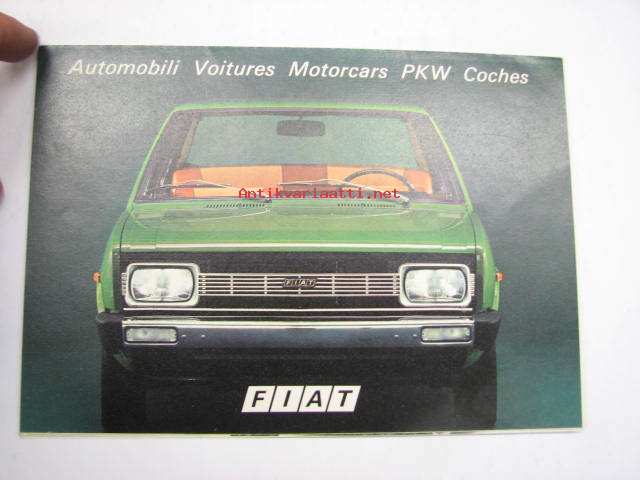 Automobili Voitures Motorcars PKW Coches
Antikvariaatti.net
FIAT
FIAT